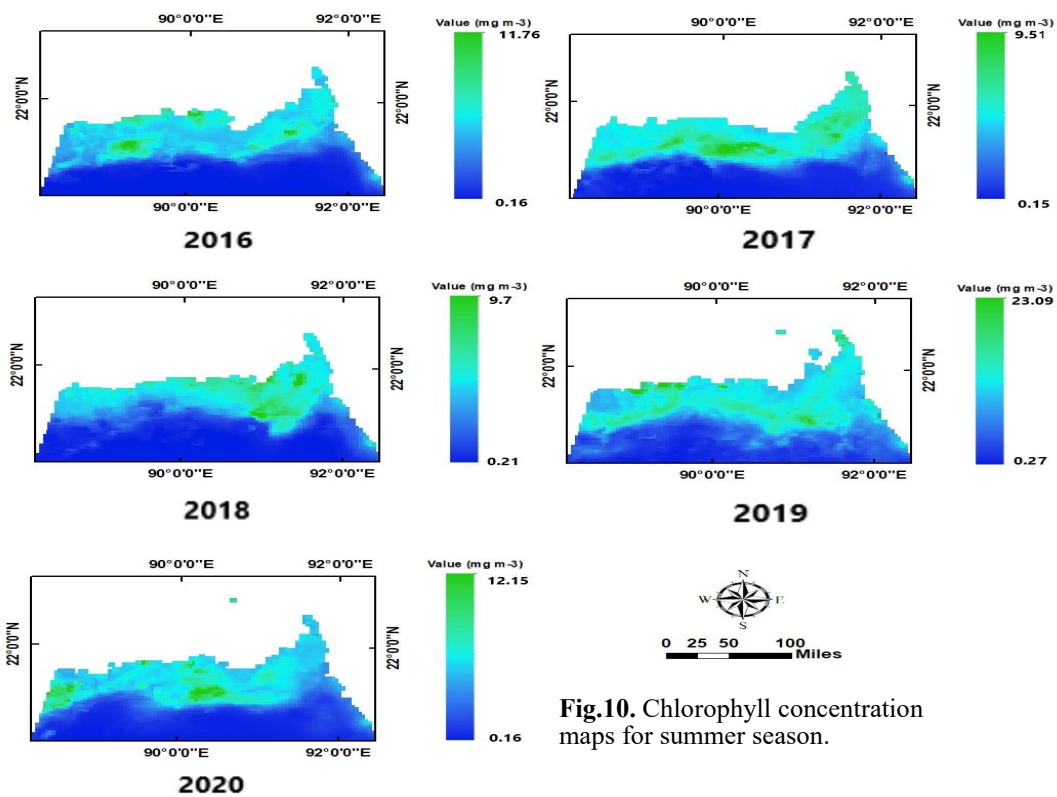 90°0'0"E 92°0'0"E
22°0'0"N
22°0'0"N
90°0'0"E 92°0'0"E
Value (mg m-3)
11.76
0.16
2016
90°0'0"E 92°0'0"E
22°0'0"N
22°0'0"N
90°0'0"E 92°0'0"E
Value (mg m-3)
9.51
0.15
2017
90°0'0"E 92°0'0"E
22°0'0"N
22°0'0"N
90°0'0"E 92°0'0"E
Value (mg m-3)
9.7
0.21
2018
90°0'0"E 92°0'0"E
22°0'0"N
22°0'0"N
90°0'0"E 92°0'0"E
Value (mg m-3)
23.09
0.27
2019
90°0'0"E 92°0'0"E
22°0'0"N
22°0'0"N
90°0'0"E 92°0'0"E
Value (mg m-3)
12.15
0.16
2020
N
W E
S
0 25 50 100 Miles
Fig.10. Chlorophyll concentration
maps for summer season.